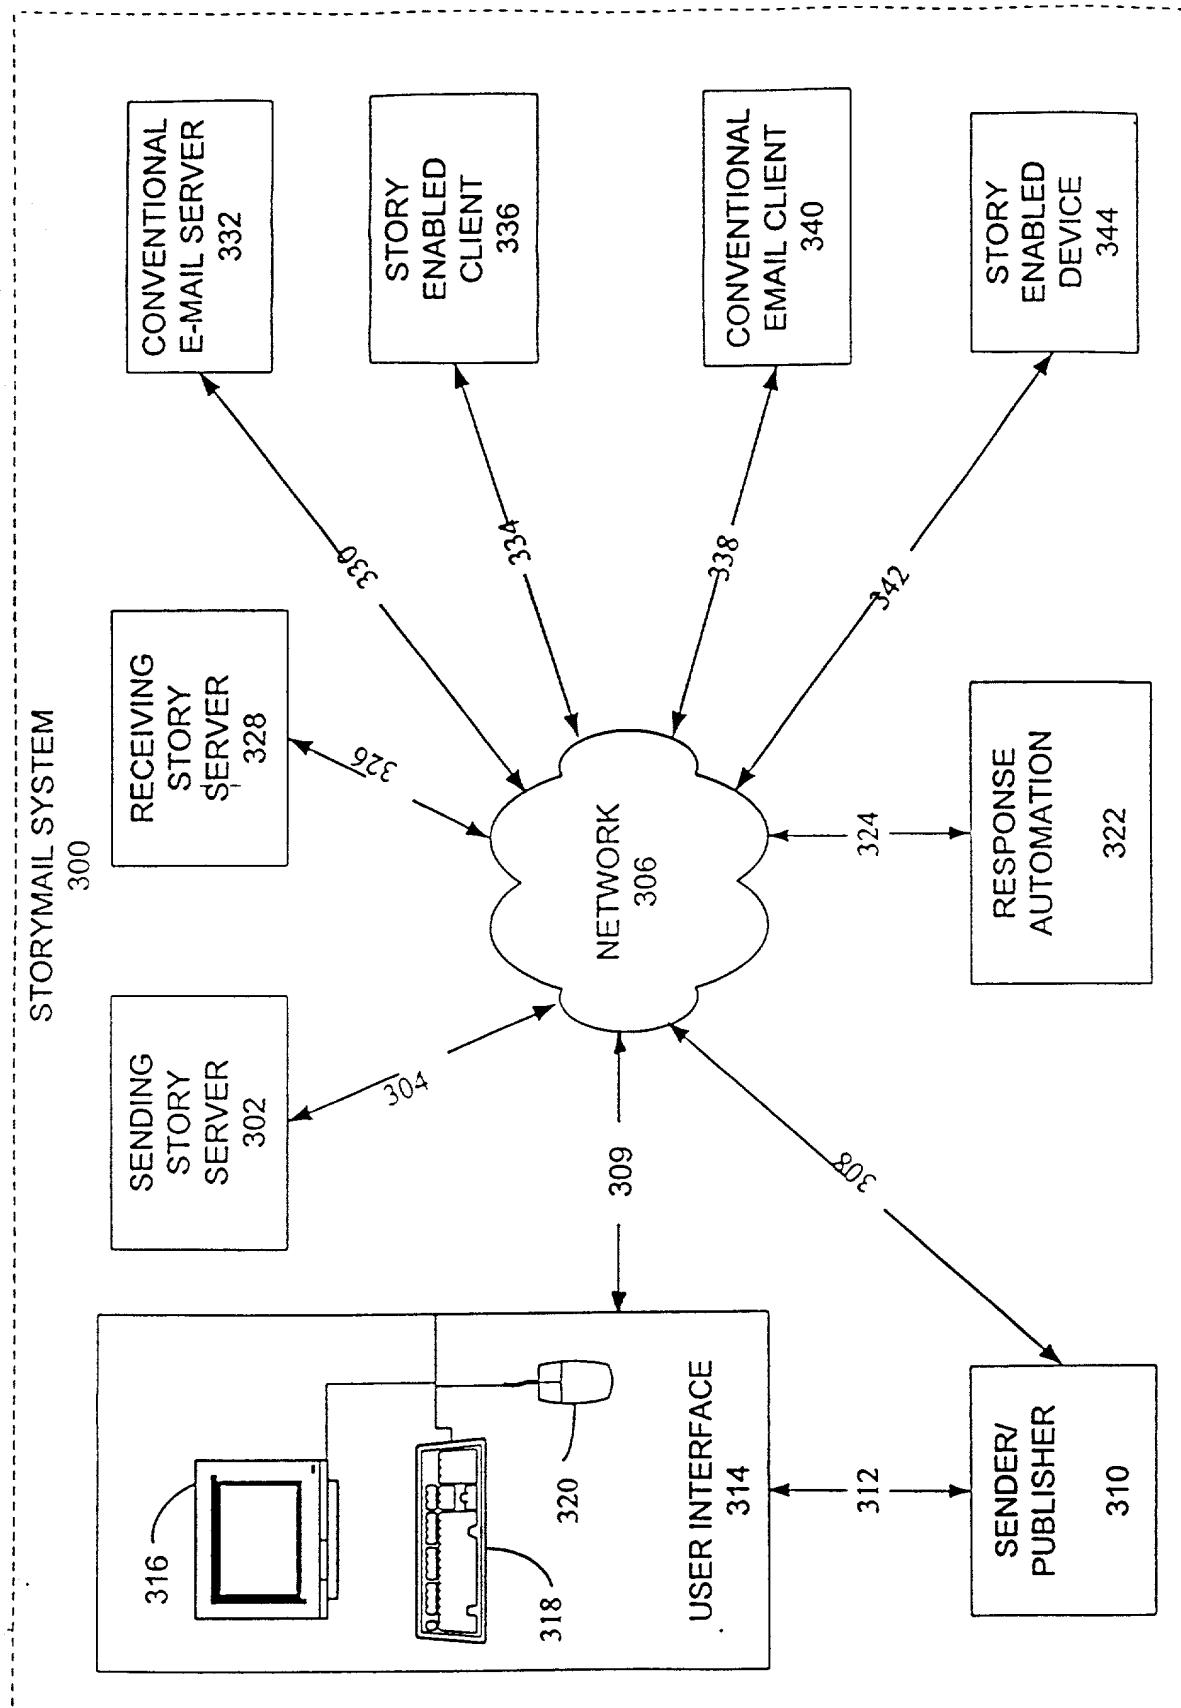 STORYMAIL SYSTEM
300
SENDING
STORY
SERVER
302
RECEIVING
STORY
SERVER
328
CONVENTIONAL
E-MAIL SERVER
332
STORY
ENABLED
CLIENT
336
CONVENTIONAL
EMAIL CLIENT
340
STORY
ENABLED
DEVICE
344
304
326
330
334
338
342
NETWORK
306
309
308
324
316
318
320
USER INTERFACE
314
312
SENDER/
PUBLISHER
310
RESPONSE
AUTOMATION
322